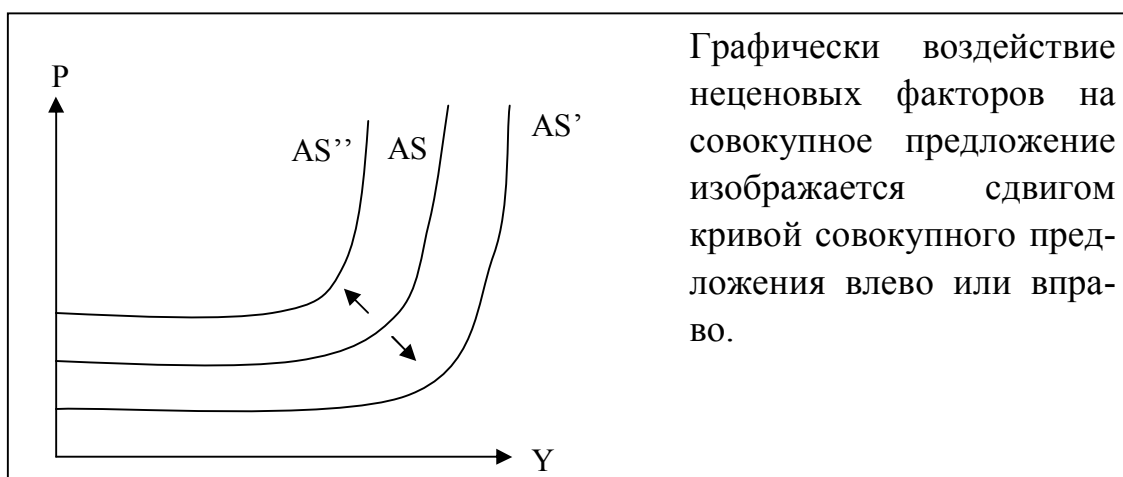 P
AS’’ AS AS’
Y
Графически воздействие
неценовых факторов на
совокупное предложение
изображается сдвигом
кривой совокупного пред-
ложения влево или впра-
во.